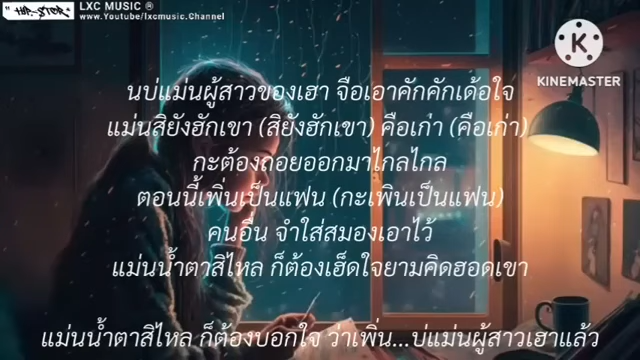 "HIP-STER"
LXC MUSIC ®
www.Youtube/lxcmusic.Channel
KINEMASTER
นบ่แม่นผู้สาวของเฮา จือเอาคักคักเด้อใจ
แม่นสิยังฮักเขา (สิยังฮักเขา) คือเก่า (คือเก่า)
กะต้องถอยออกมาไกลไกล
ตอนนี้เพิ่นเป็นแฟน (กะเพินเป็นแฟน)
คนอื่น จำใส่สมองเอาไว้
แม่นน้ำตาสิไหล ก็ต้องเฮ็ดใจยามคิดฮอดเขา
แม่นน้ำตาสิไหล ก็ต้องบอกใจ ว่าเพิ่น...บ่แม่นผู้สาวเฮาแล้ว